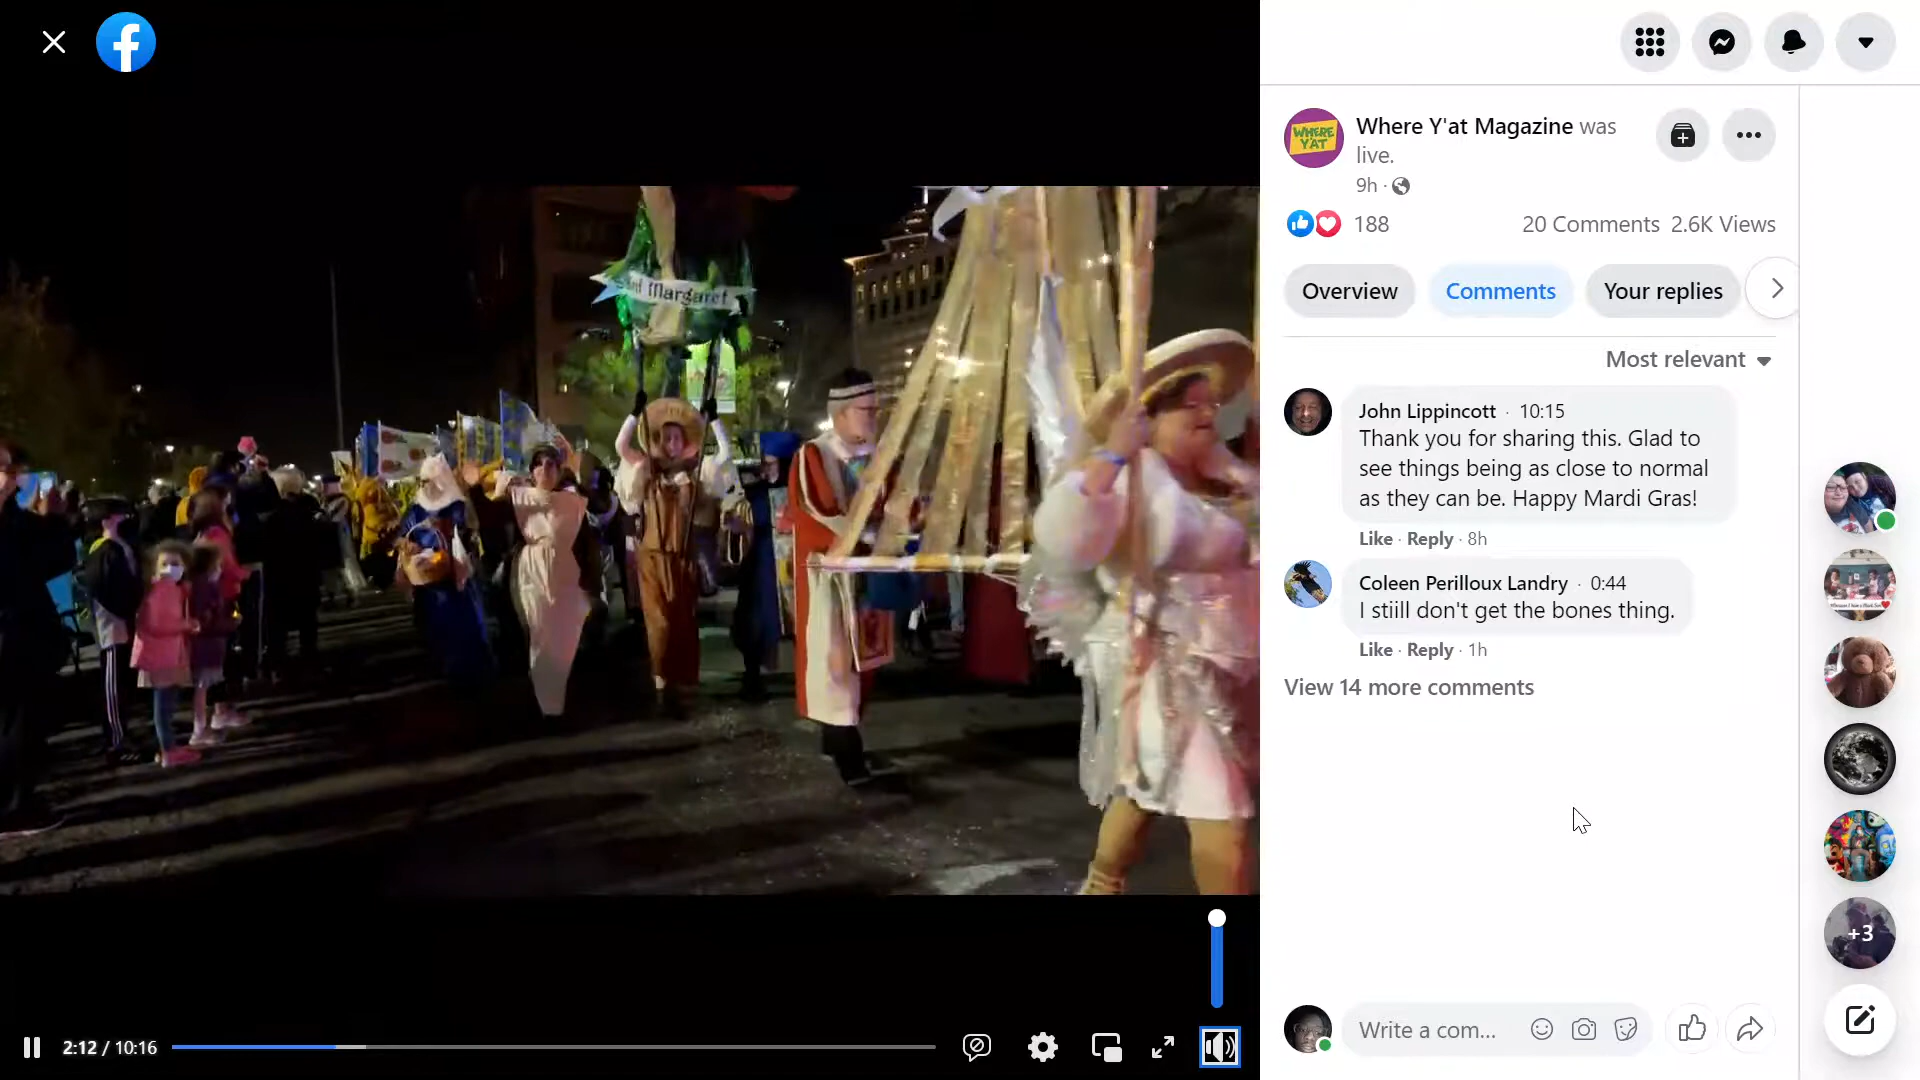 Where Y'at Magazine was
live.
9h ·
WHERE
Y'AT
188
20 Comments 2.6K Views
Overview
Comments
Your replies
Most relevant
John Lippincott · 10:15
Thank you for sharing this. Glad to
see things being as close to normal
as they can be. Happy Mardi Gras!
Like · Reply · 8h
Coleen Perilloux Landry · 0:44
I stiill don't get the bones thing.
Like · Reply · 1h
View 14 more comments
Margaret
+3
2:12 / 10:16
Write a com...